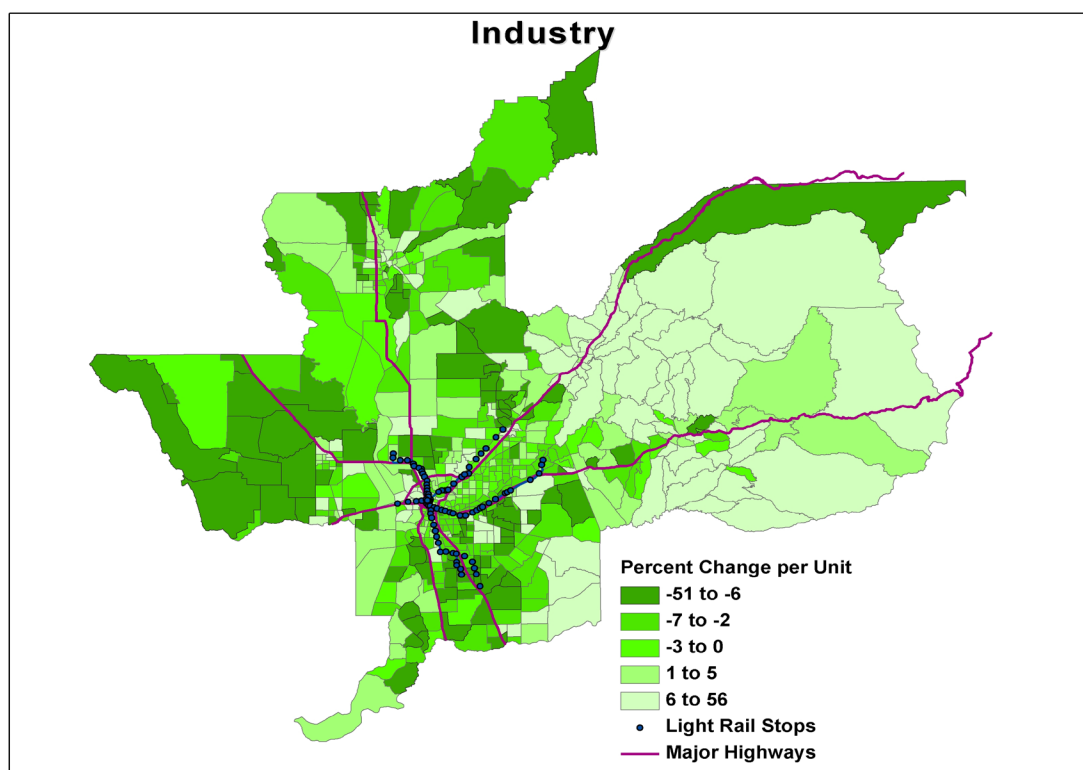 Industry
Percent Change per Unit
-51 to -6
-7 to -2
-3 to 0
1 to 5
6 to 56
Light Rail Stops
Major Highways